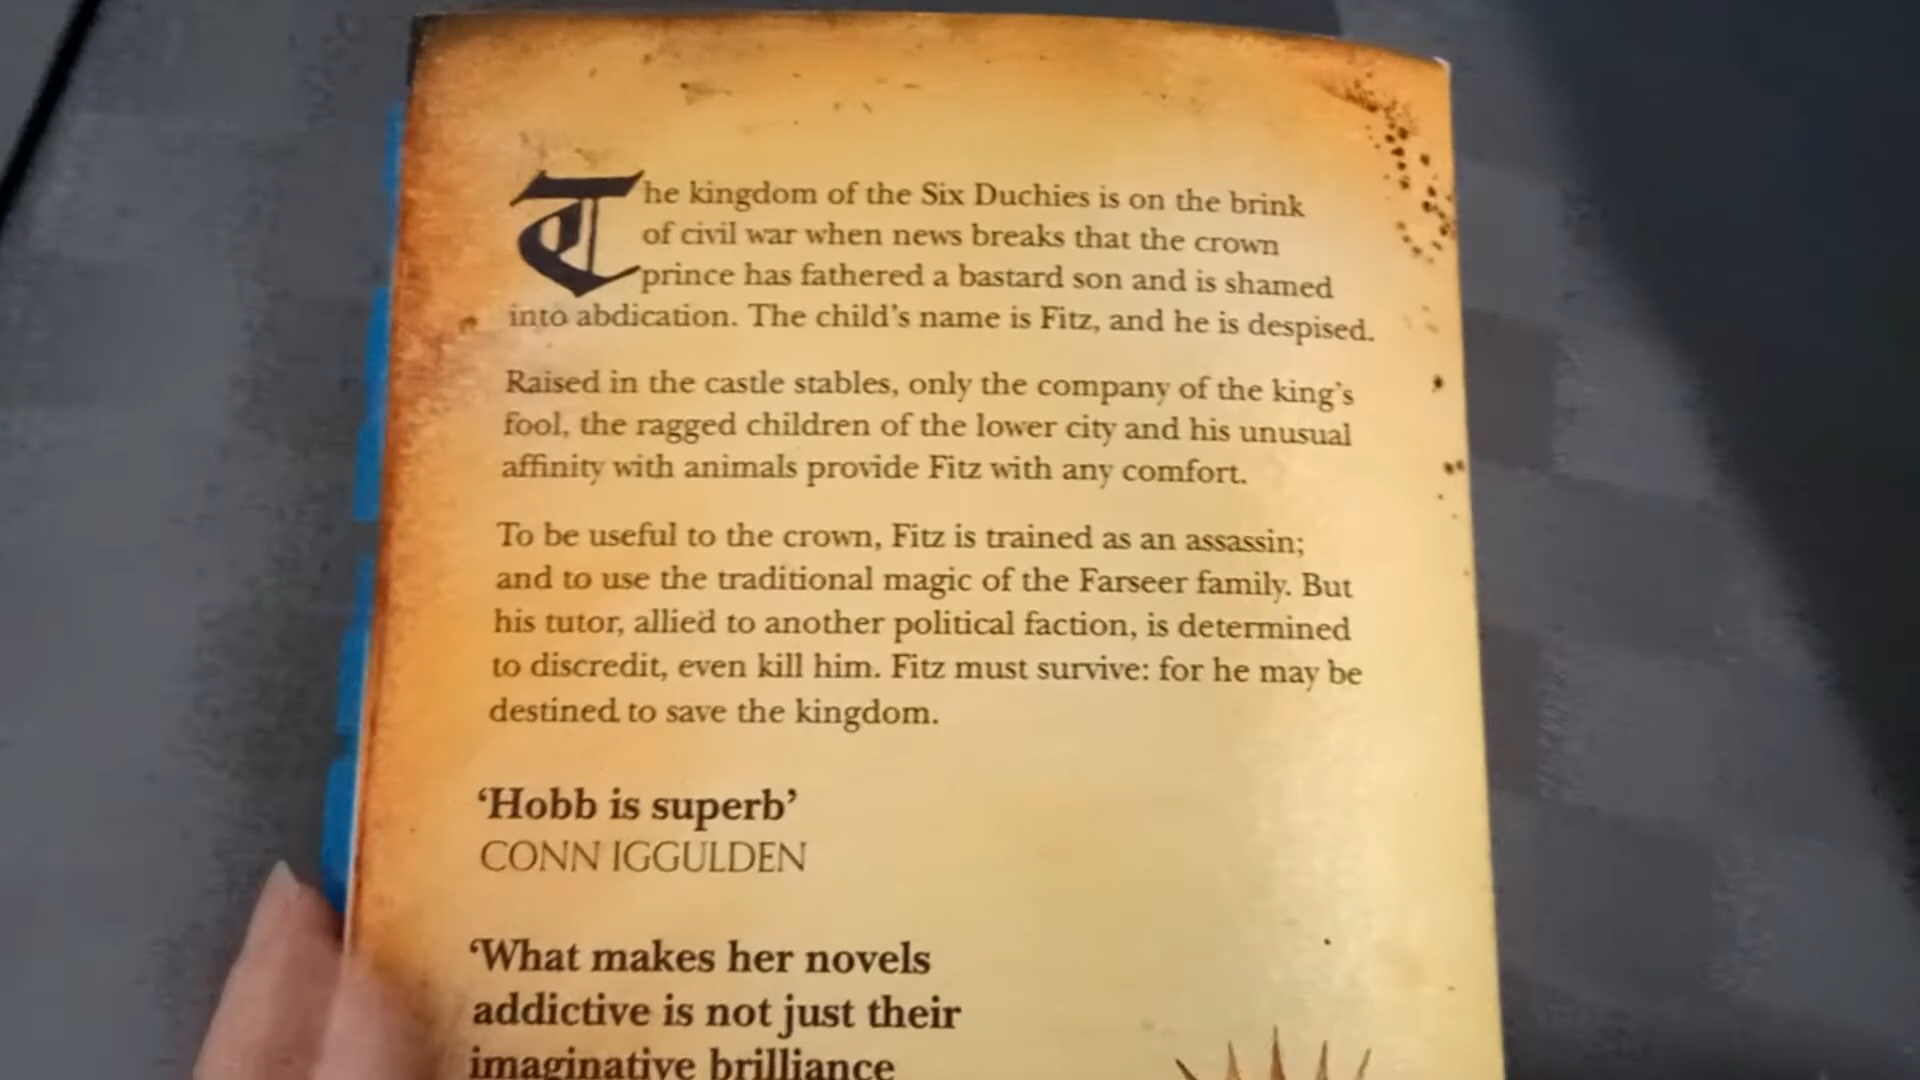 The kingdom of the Six Duchies is on the brink
of civil war when news breaks that the crown
prince has fathered a bastard son and is shamed
into abdication. The child's name is Fitz, and he is despised.
Raised in the castle stables, only the company of the king's
fool, the ragged children of the lower city and his unusual
affinity with animals provide Fitz with any comfort.
To be useful to the crown, Fitz is trained as an assassin;
and to use the traditional magic of the Farseer family. But
his tutor, allied to another political faction, is determined
to discredit, even kill him. Fitz must survive: for he may be
destined to save the kingdom.
‘Hobb is superb’
CONN IGGULDEN
‘What makes her novels
addictive is not just their
imaginative brilliance